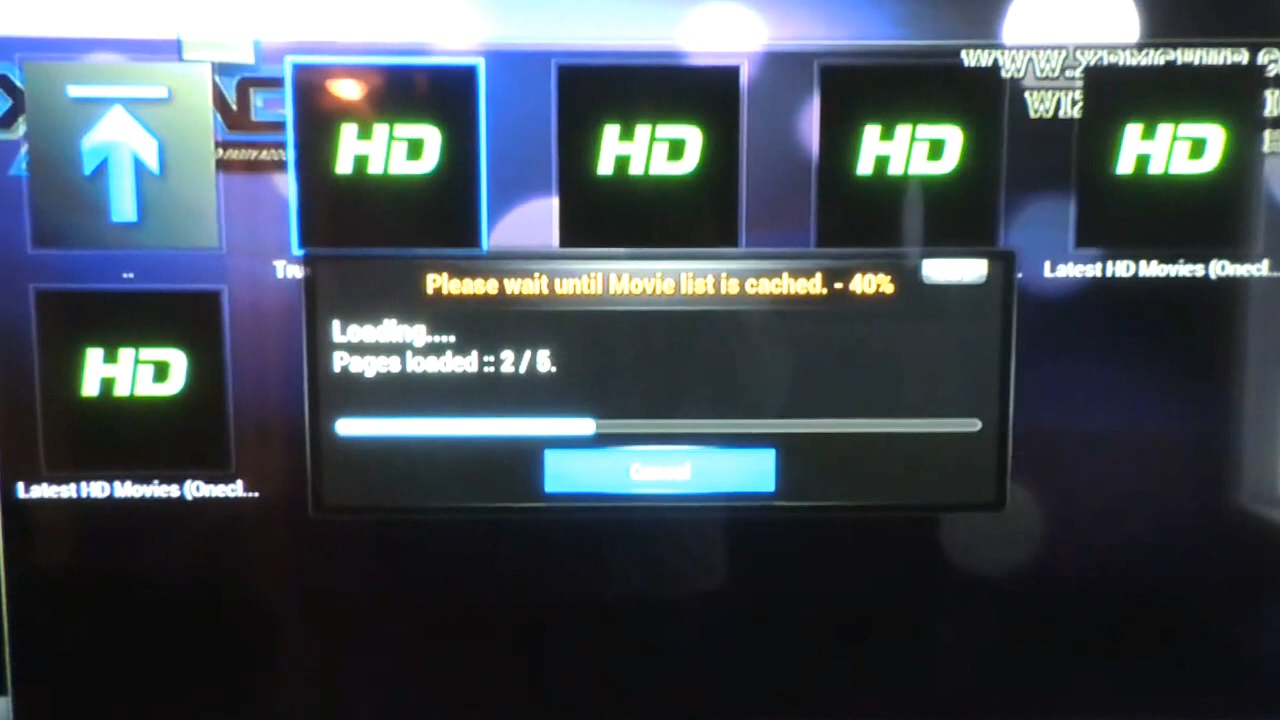 HD
HD
HD
HD
..
Latest HD Movies (Onecl...
Please wait until Movie list is cached. - 40%
Loading....
Pages loaded :: 2 / 5.
Cancel
HD
Latest HD Movies (Onecl...